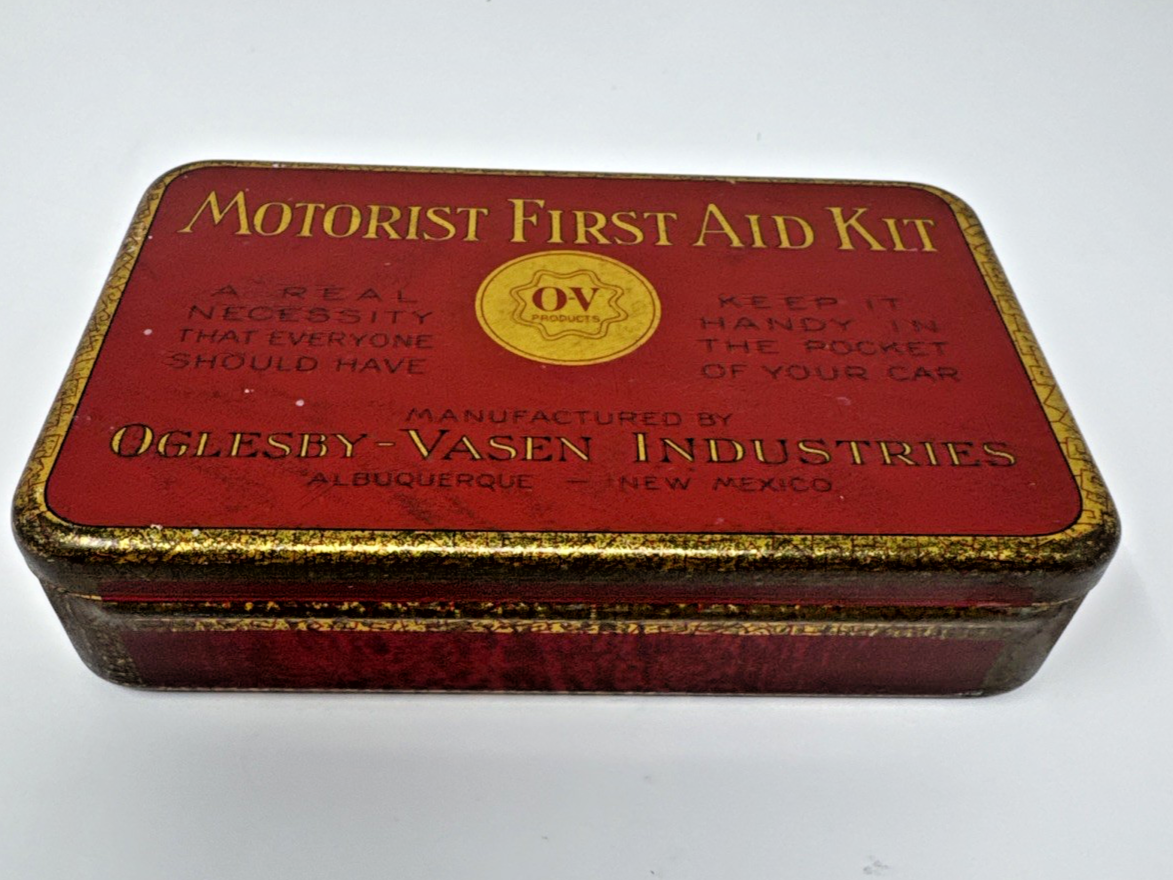 MOTORIST FIRST AID KIT
O-V
PRODUCTS
A REAL
NECESSITY
THAT EVERYONE
SHOULD HAVE
KEEP IT
HANDY IN
THE POCKET
OF YOUR CAR
MANUFACTURED BY
OGLESBY-VASEN INDUSTRIES
ALBUQUERQUE — NEW MEXICO